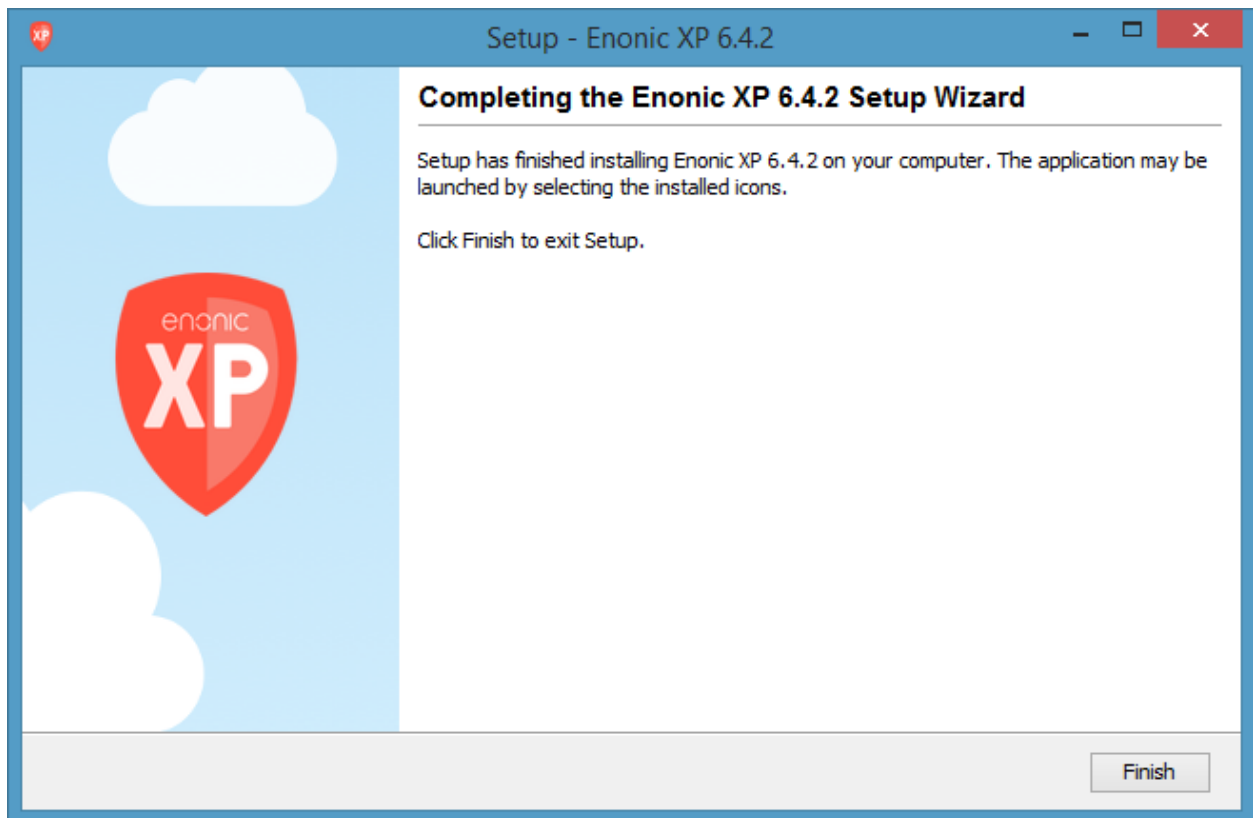 XP
Setup - Enonic XP 6.4.2
Completing the Enonic XP 6.4.2 Setup Wizard
Setup has finished installing Enonic XP 6.4.2 on your computer. The application may be
launched by selecting the installed icons.
Click Finish to exit Setup.
enonic
XP
Finish